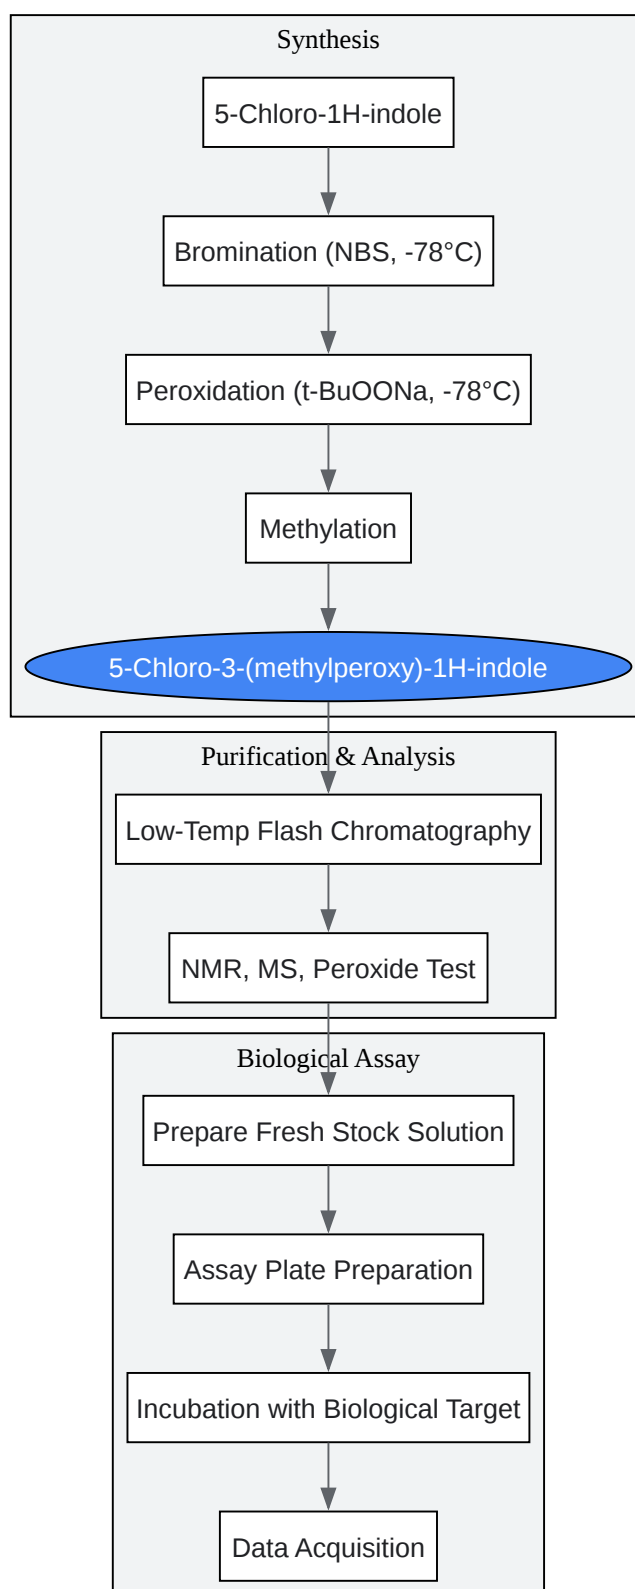 Synthesis
5-Chloro-1H-indole
Bromination (NBS, -78°C)
Peroxidation (t-BuOONa, -78°C)
Methylation
5-Chloro-3-(methylperoxy)-1H-indole
Purification & Analysis
Low-Temp Flash Chromatography
NMR, MS, Peroxide Test
Biological Assay
Prepare Fresh Stock Solution
Assay Plate Preparation
Incubation with Biological Target
Data Acquisition